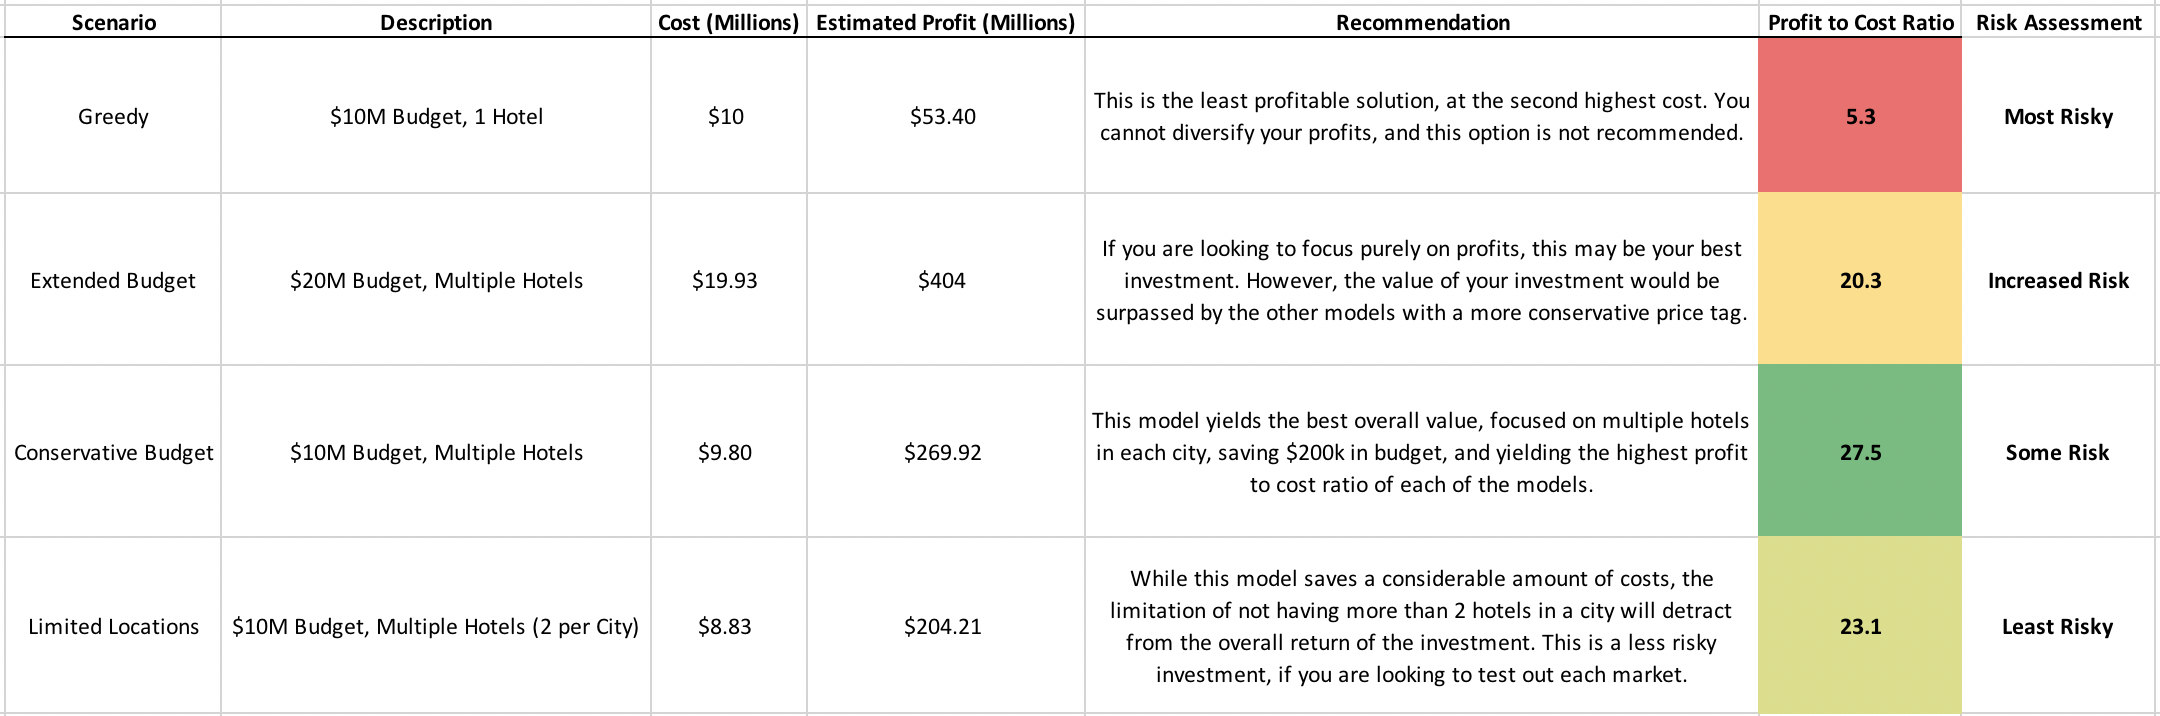 Scenario Description Cost (Millions) Estimated Profit (Millions) Recommendation Profit to Cost Ratio Risk Assessment
Greedy $10M Budget, 1 Hotel $10 $53.40
This is the least profitable solution, at the second highest cost. You
cannot diversify your profits, and this option is not recommended.
5.3 Most Risky
Extended Budget $20M Budget, Multiple Hotels $19.93 $404
If you are looking to focus purely on profits, this may be your best
investment. However, the value of your investment would be
surpassed by the other models with a more conservative price tag.
20.3 Increased Risk
Conservative Budget $10M Budget, Multiple Hotels $9.80 $269.92
This model yields the best overall value, focused on multiple hotels
in each city, saving $200k in budget, and yielding the highest profit
to cost ratio of each of the models.
27.5 Some Risk
Limited Locations $10M Budget, Multiple Hotels (2 per City) $8.83 $204.21
While this model saves a considerable amount of costs, the
limitation of not having more than 2 hotels in a city will detract
from the overall return of the investment. This is a less risky
investment, if you are looking to test out each market.
23.1 Least Risky